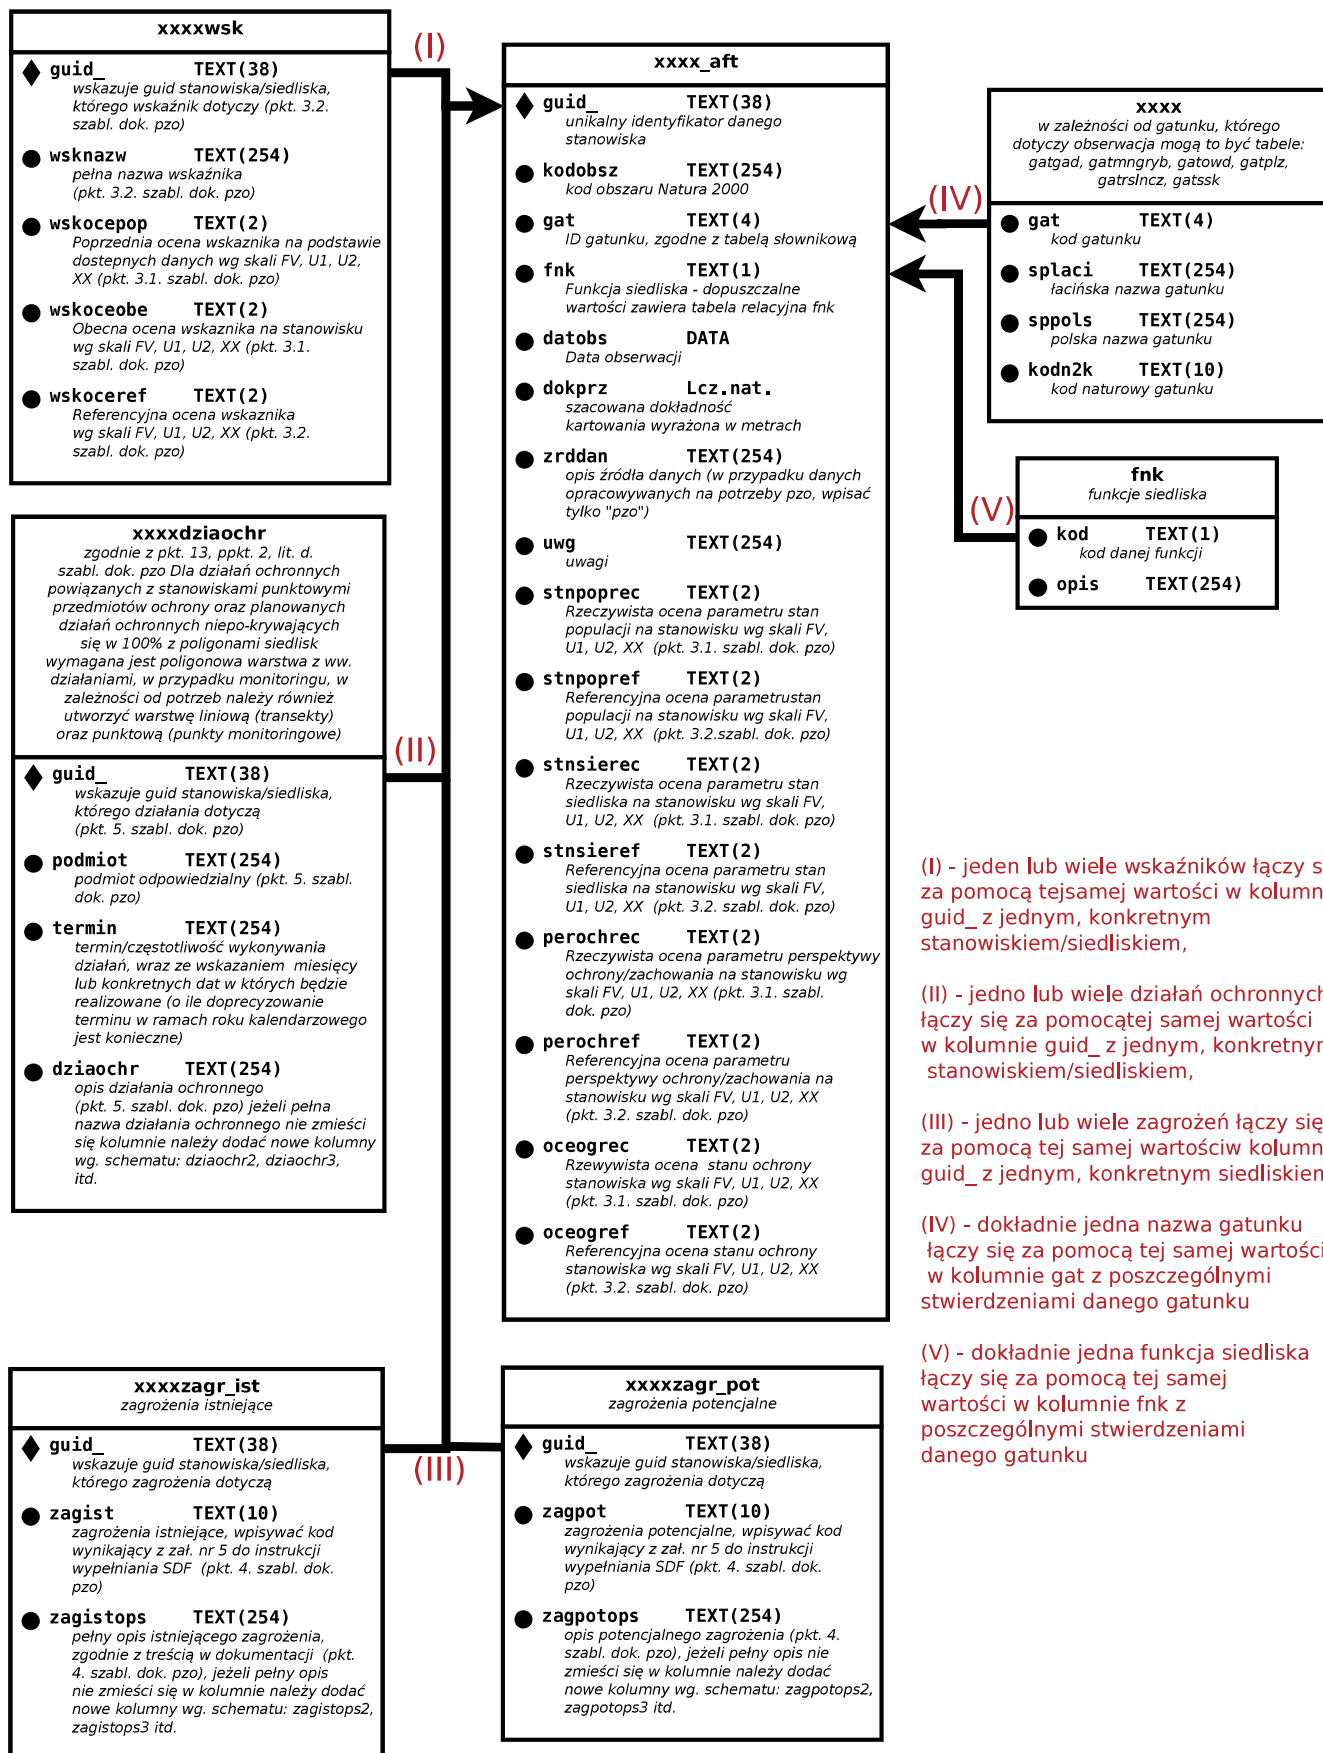 xxxxwsk
guid_ TEXT(38)
wskazuje guid stanowiska/siedliska,
którego wskaźnik dotyczy (pkt. 3.2.
szabl. dok. pzo)
wsknazw TEXT(254)
pełna nazwa wskaźnika
(pkt. 3.2. szabl. dok. pzo)
wskocepop TEXT(2)
Poprzednia ocena wskaznika na podstawie
dostepnych danych wg skali FV, U1, U2,
XX (pkt. 3.1. szabl. dok. pzo)
wskoceobe TEXT(2)
Obecna ocena wskaznika na stanowisku
wg skali FV, U1, U2, XX (pkt. 3.1.
szabl. dok. pzo)
wskoceref TEXT(2)
Referencyjna ocena wskaznika
wg skali FV, U1, U2, XX (pkt. 3.2.
szabl. dok. pzo)
(I)
xxxxdziaochr
zgodnie z pkt. 13, ppkt. 2, lit. d.
szabl. dok. pzo Dla działań ochronnych
powiązanych z stanowiskami punktowymi
przedmiotów ochrony oraz planowanych
działań ochronnych niepo-krywających
się w 100% z poligonami siedlisk
wymagana jest poligonowa warstwa z ww.
działaniami, w przypadku monitoringu, w
zależności od potrzeb należy również
utworzyć warstwę liniową (transekty)
oraz punktową (punkty monitoringowe)
guid_ TEXT(38)
wskazuje guid stanowiska/siedliska,
którego działania dotyczą
(pkt. 5. szabl. dok. pzo)
podmiot TEXT(254)
podmiot odpowiedzialny (pkt. 5. szabl.
dok. pzo)
termin TEXT(254)
termin/częstotliwość wykonywania
działań, wraz ze wskazaniem miesięcy
lub konkretnych dat w których będzie
realizowane (o ile doprecyzowanie
terminu w ramach roku kalendarzowego
jest konieczne)
dziaochr TEXT(254)
opis działania ochronnego
(pkt. 5. szabl. dok. pzo) jeżeli pełna
nazwa działania ochronnego nie zmieści
się kolumnie należy dodać nowe kolumny
wg. schematu: dziaochr2, dziaochr3,
itd.
(II)
xxxx_aft
guid_ TEXT(38)
unikalny identyfikator danego
stanowiska
kodobsz TEXT(254)
kod obszaru Natura 2000
gat TEXT(4)
ID gatunku, zgodne z tabelą słownikową
fnk TEXT(1)
Funkcja siedliska - dopuszczalne
wartości zawiera tabela relacyjna fnk
datobs DATA
Data obserwacji
dokprz Lcz.nat.
szacowana dokładność
kartowania wyrażona w metrach
zrddan TEXT(254)
opis źródła danych (w przypadku danych
opracowywanych na potrzeby pzo, wpisać
tylko "pzo")
uwg TEXT(254)
uwagi
stnpoprec TEXT(2)
Rzeczywista ocena parametru stan
populacji na stanowisku wg skali FV,
U1, U2, XX (pkt. 3.1. szabl. dok. pzo)
stnpopref TEXT(2)
Referencyjna ocena parametrustan
populacji na stanowisku wg skali FV,
U1, U2, XX (pkt. 3.2.szabl. dok. pzo)
stnsierec TEXT(2)
Rzeczywista ocena parametru stan
siedliska na stanowisku wg skali FV,
U1, U2, XX (pkt. 3.1. szabl. dok. pzo)
stnsieref TEXT(2)
Referencyjna ocena parametru stan
siedliska na stanowisku wg skali FV,
U1, U2, XX (pkt. 3.2. szabl. dok. pzo)
perochrec TEXT(2)
Rzeczywista ocena parametru perspektywy
ochrony/zachowania na stanowisku wg
skali FV, U1, U2, XX (pkt. 3.1. szabl.
dok. pzo)
perochref TEXT(2)
Referencyjna ocena parametru
perspektywy ochrony/zachowania na
stanowisku wg skali FV, U1, U2, XX
(pkt. 3.2. szabl. dok. pzo)
oceogrec TEXT(2)
Rzewywista ocena stanu ochrony
stanowiska wg skali FV, U1, U2, XX
(pkt. 3.1. szabl. dok. pzo)
oceogref TEXT(2)
Referencyjna ocena stanu ochrony
stanowiska wg skali FV, U1, U2, XX
(pkt. 3.2. szabl. dok. pzo)
xxxx
w zależności od gatunku, którego
dotyczy obserwacja mogą to być tabele:
gatgad, gatmngryb, gatowd, gatplz,
gatrslncz, gatssk
gat TEXT(4)
kod gatunku
splaci TEXT(254)
łacińska nazwa gatunku
sppols TEXT(254)
polska nazwa gatunku
kodn2k TEXT(10)
kod naturowy gatunku
(IV)
fnk
funkcje siedliska
kod TEXT(1)
kod danej funkcji
opis TEXT(254)
(V)
(I) - jeden lub wiele wskaźników łączy s
za pomocą tejsamej wartości w kolumn
guid_ z jednym, konkretnym
stanowiskiem/siedliskiem,
(II) - jedno lub wiele działań ochronnych
łączy się za pomocątej samej wartości
w kolumnie guid_ z jednym, konkretnym
stanowiskiem/siedliskiem,
(III) - jedno lub wiele zagrożeń łączy się
za pomocą tej samej wartościw kolumn
guid_ z jednym, konkretnym siedliskiem
(IV) - dokładnie jedna nazwa gatunku
łączy się za pomocą tej samej wartości
w kolumnie gat z poszczególnymi
stwierdzeniami danego gatunku
(V) - dokładnie jedna funkcja siedliska
łączy się za pomocą tej samej
wartości w kolumnie fnk z
poszczególnymi stwierdzeniami
danego gatunku
xxxxzagr_ist
zagrożenia istniejące
guid_ TEXT(38)
wskazuje guid stanowiska/siedliska,
którego zagrożenia dotyczą
zagist TEXT(10)
zagrożenia istniejące, wpisywać kod
wynikający z zał. nr 5 do instrukcji
wypełniania SDF (pkt. 4. szabl. dok.
pzo)
zagistops TEXT(254)
pełny opis istniejącego zagrożenia,
zgodnie z treścią w dokumentacji (pkt.
4. szabl. dok. pzo), jeżeli pełny opis
nie zmieści się w kolumnie należy dodać
nowe kolumny wg. schematu: zagistops2,
zagistops3 itd.
(III)
xxxxzagr_pot
zagrożenia potencjalne
guid_ TEXT(38)
wskazuje guid stanowiska/siedliska,
którego zagrożenia dotyczą
zagpot TEXT(10)
zagrożenia potencjalne, wpisywać kod
wynikający z zał. nr 5 do instrukcji
wypełniania SDF (pkt. 4. szabl. dok.
pzo)
zagpotops TEXT(254)
opis potencjalnego zagrożenia (pkt. 4.
szabl. dok. pzo), jeżeli pełny opis nie
zmieści się w kolumnie należy dodać
nowe kolumny wg. schematu: zagpotops2,
zagpotops3 itd.